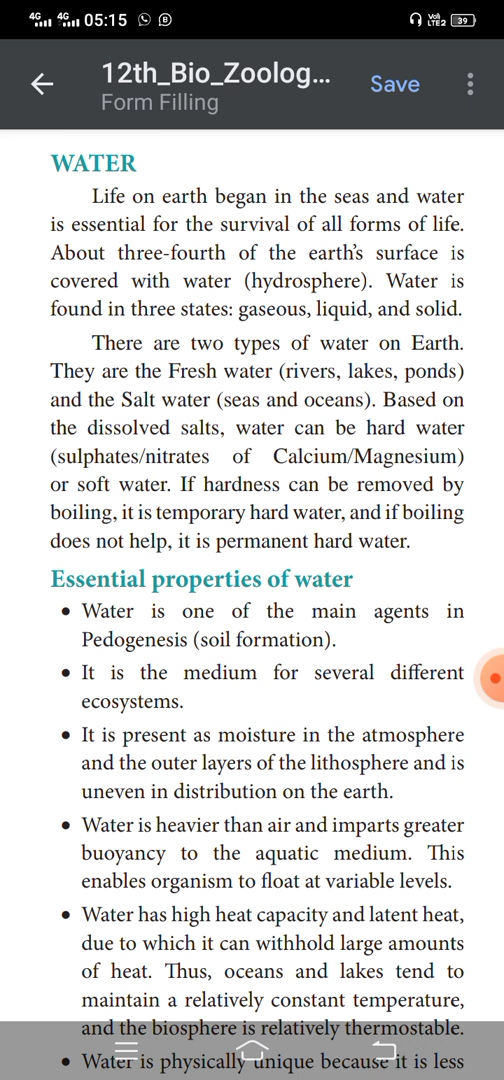 4G 4G 05:15 B Vo)) LTE2 39
12th_Bio_Zoolog... Save
Form Filling
WATER
Life on earth began in the seas and water
is essential for the survival of all forms of life.
About three-fourth of the earth's surface is
covered with water (hydrosphere). Water is
found in three states: gaseous, liquid, and solid.
There are two types of water on Earth.
They are the Fresh water (rivers, lakes, ponds)
and the Salt water (seas and oceans). Based on
the dissolved salts, water can be hard water
(sulphates/nitrates of Calcium/Magnesium)
or soft water. If hardness can be removed by
boiling, it is temporary hard water, and if boiling
does not help, it is permanent hard water.
Essential properties of water
• Water is one of the main agents in
Pedogenesis (soil formation).
• It is the medium for several different
ecosystems.
• It is present as moisture in the atmosphere
and the outer layers of the lithosphere and is
uneven in distribution on the earth.
• Water is heavier than air and imparts greater
buoyancy to the aquatic medium. This
enables organism to float at variable levels.
• Water has high heat capacity and latent heat,
due to which it can withhold large amounts
of heat. Thus, oceans and lakes tend to
maintain a relatively constant temperature,
and the biosphere is relatively thermostable.
• Water is physically unique because it is less